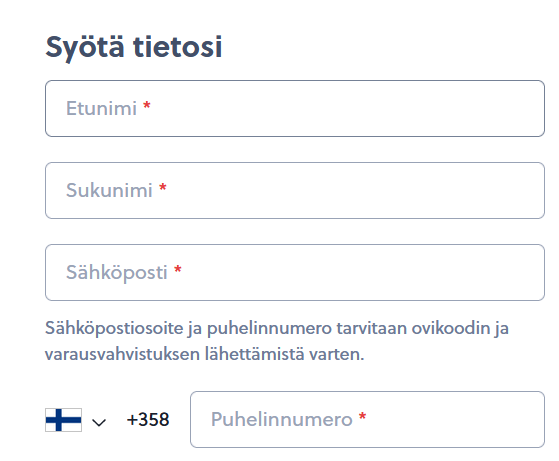 Syötä tietosi
Etunimi *
Sukunimi *
Sähköposti *
Sähköpostiosoite ja puhelinnumero tarvitaan ovikoodin ja
varausvahvistuksen lähettämistä varten.
+358 Puhelinnumero *